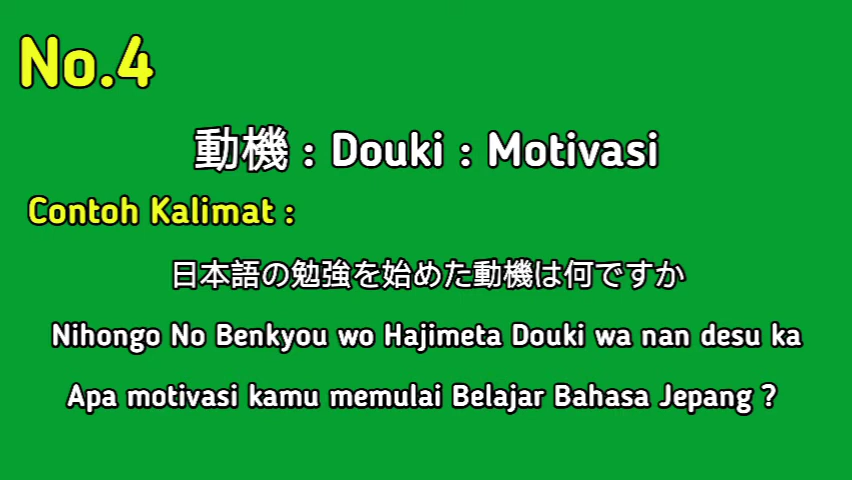 No.4
動機 : Douki : Motivasi
Contoh Kalimat :
日本語の勉強を始めた動機は何ですか
Nihongo No Benkyou wo Hajimeta Douki wa nan desu ka
Apa motivasi kamu memulai Belajar Bahasa Jepang ?